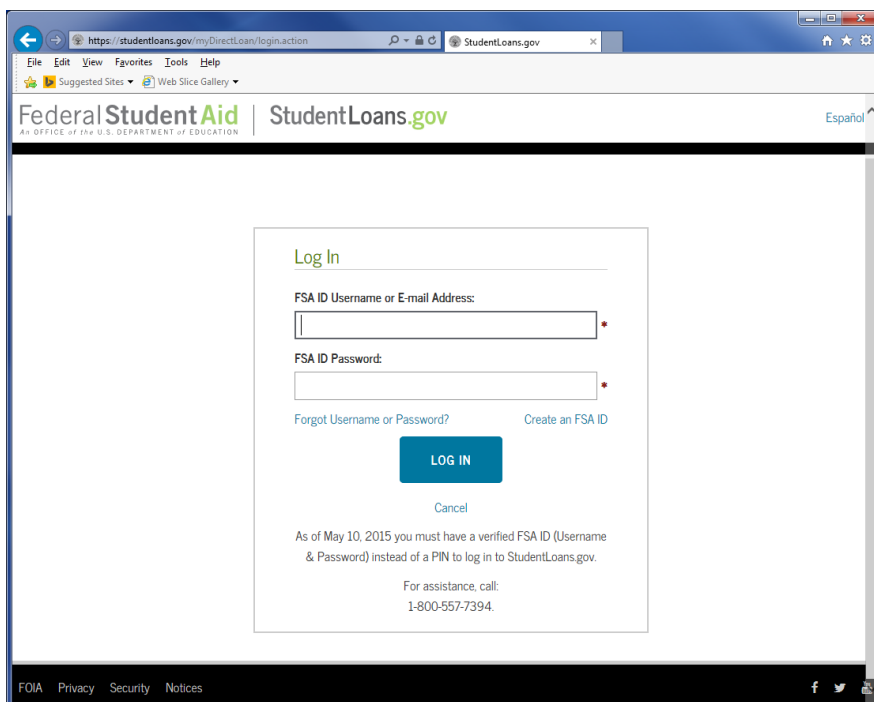 https://studentloans.gov/myDirectLoan/login.action
StudentLoans.gov
File Edit View Favorites Tools Help
Suggested Sites Web Slice Gallery
Federal Student Aid
An OFFICE of the U.S. DEPARTMENT of EDUCATION
StudentLoans.gov
Español
Log In
FSA ID Username or E-mail Address:
*
FSA ID Password:
*
Forgot Username or Password? Create an FSA ID
LOG IN
Cancel
As of May 10, 2015 you must have a verified FSA ID (Username
& Password) instead of a PIN to log in to StudentLoans.gov.
For assistance, call:
1-800-557-7394.
FOIA Privacy Security Notices